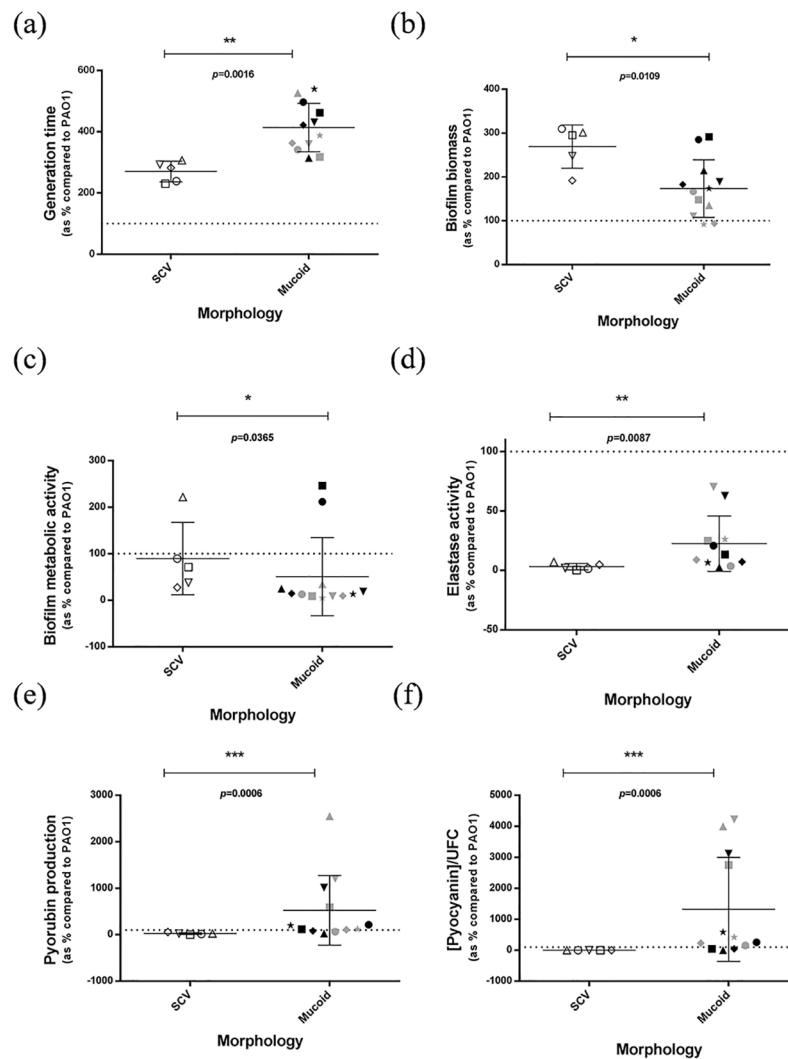 (a)
**
p=0.0016
Generation time
(as % compared to PAO1)
600
400
200
0
SCV
Mucoid
Morphology
(b)
*
p=0.0109
Biofilm biomass
(as % compared to PAO1)
400
300
200
100
0
SCV
Mucoid
Morphology
(c)
*
p=0.0365
Biofilm metabolic activity
(as % compared to PAO1)
300
200
100
0
-100
SCV
Mucoid
Morphology
(d)
**
p=0.0087
Elastase activity
(as % compared to PAO1)
100
50
0
-50
SCV
Mucoid
Morphology
(e)
***
p=0.0006
Pyorubin production
(as % compared to PAO1)
3000
2000
1000
0
-1000
SCV
Mucoid
Morphology
(f)
***
p=0.0006
[Pyocyanin]/UFC
(as % compared to PAO1)
5000
4000
3000
2000
1000
0
-1000
SCV
Mucoid
Morphology